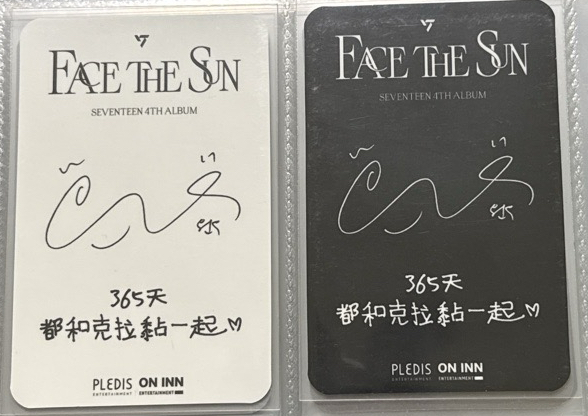 FACE THE SUN
SEVENTEEN 4TH ALBUM
365天
都和克拉黏一起♡
PLEDIS ENTERTAINMENT ON INN ENTERTAINMENT
FACE THE SUN
SEVENTEEN 4TH ALBUM
365天
都和克拉黏一起♡
PLEDIS ENTERTAINMENT ON INN ENTERTAINMENT